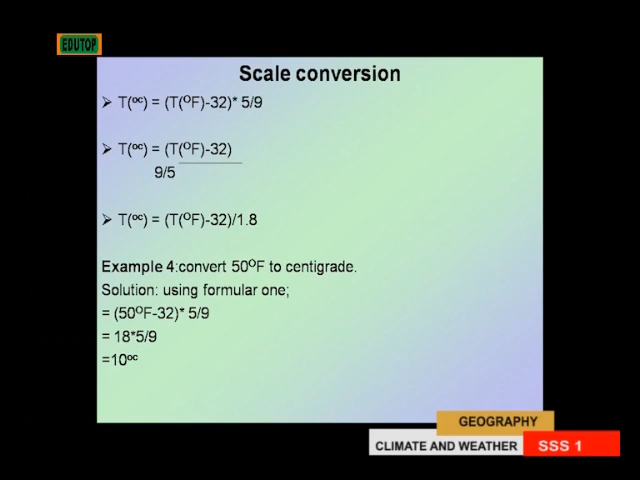 EDUTOP
Scale conversion
➢ T(ᵒᶜ) = (T(ᴼF)-32)* 5/9
➢ T(ᵒᶜ) = (T(ᴼF)-32)
9/5
➢ T(ᵒᶜ) = (T(ᴼF)-32)/1.8
Example 4:convert 50ᴼF to centigrade.
Solution: using formular one;
= (50ᴼF-32)* 5/9
= 18*5/9
=10ᵒᶜ
GEOGRAPHY
CLIMATE AND WEATHER SSS 1